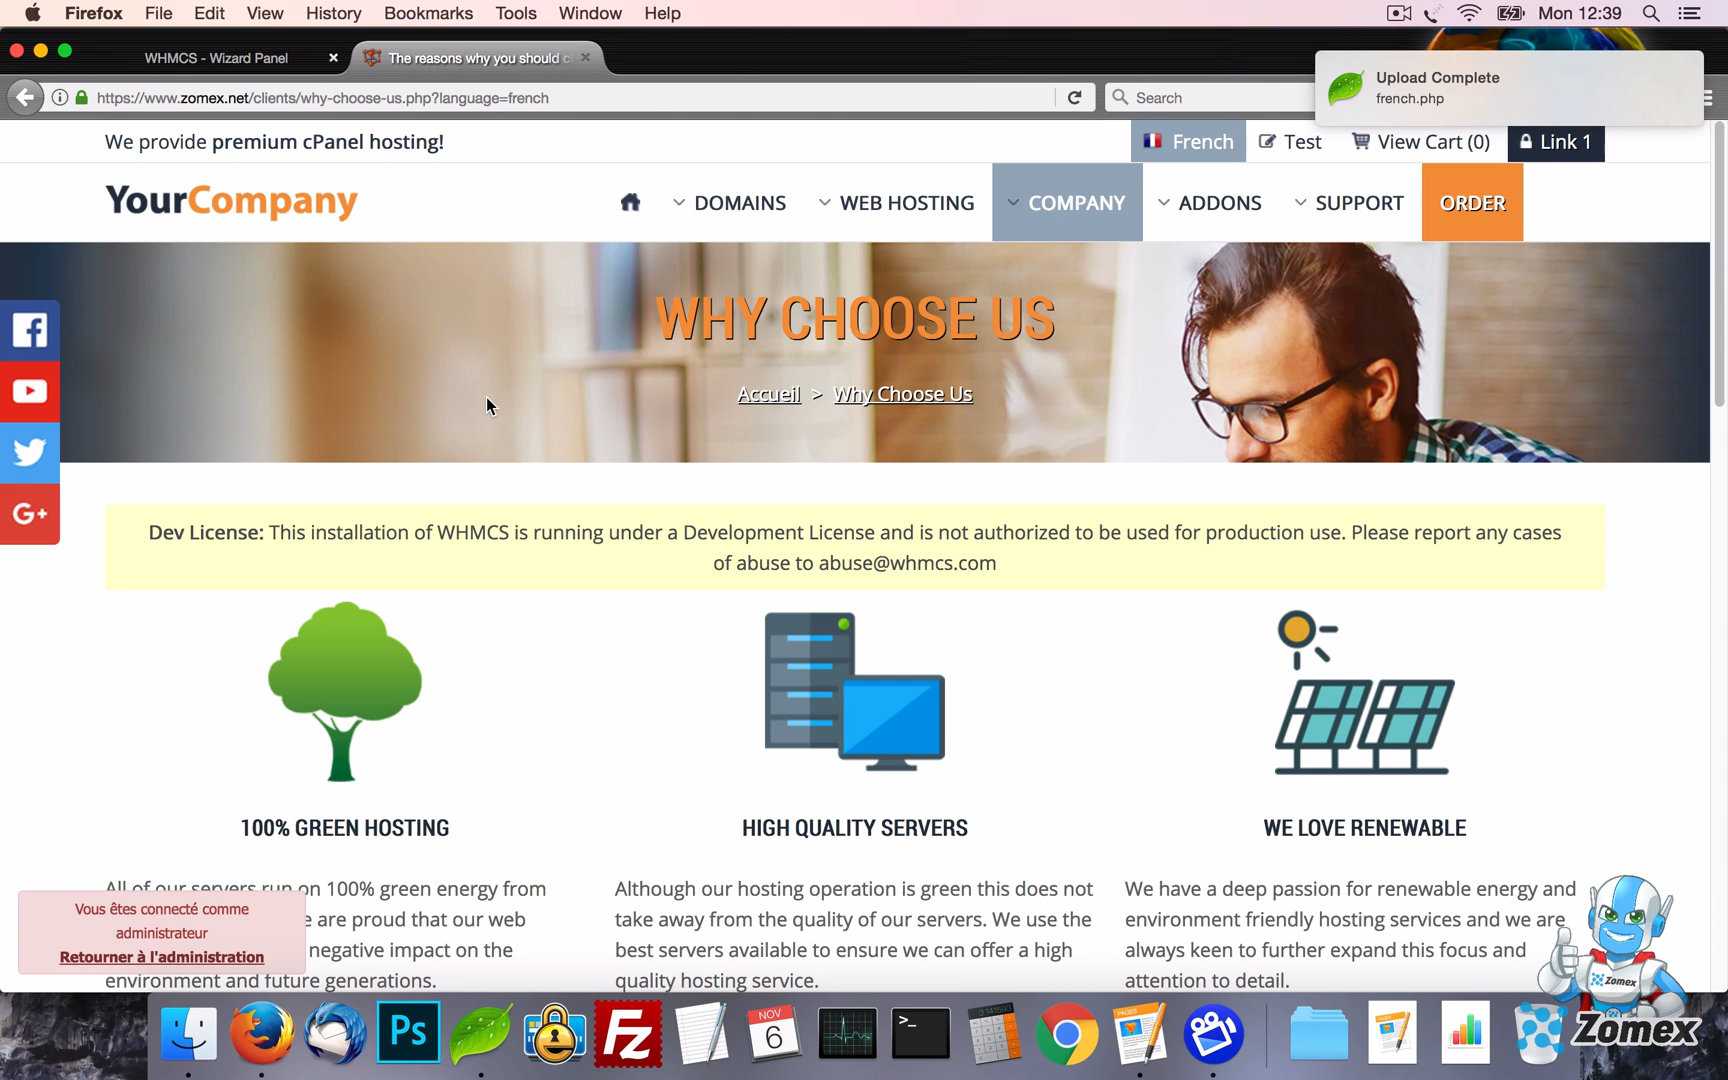 Firefox File Edit View History Bookmarks Tools Window Help Mon 12:39
WHMCS - Wizard Panel
The reasons why you should
https://www.zomex.net/clients/why-choose-us.php?language=french
Search
Upload Complete
french.php
We provide premium cPanel hosting!
French Test View Cart (0) Link 1
YourCompany
DOMAINS WEB HOSTING COMPANY ADDONS SUPPORT ORDER
WHY CHOOSE US
Accueil > Why Choose Us
G+
Dev License: This installation of WHMCS is running under a Development License and is not authorized to be used for production use. Please report any cases
of abuse to abuse@whmcs.com
100% GREEN HOSTING
All of our servers run on 100% green energy from
e are proud that our web
negative impact on the
environment and future generations.
HIGH QUALITY SERVERS
Although our hosting operation is green this does not
take away from the quality of our servers. We use the
best servers available to ensure we can offer a high
quality hosting service.
WE LOVE RENEWABLE
We have a deep passion for renewable energy and
environment friendly hosting services and we are
always keen to further expand this focus and
attention to detail.
Vous êtes connecté comme
administrateur
Retourner à l'administration
Zomex
Ps
Fz
NOV
6
>_
PAGES
Zomex